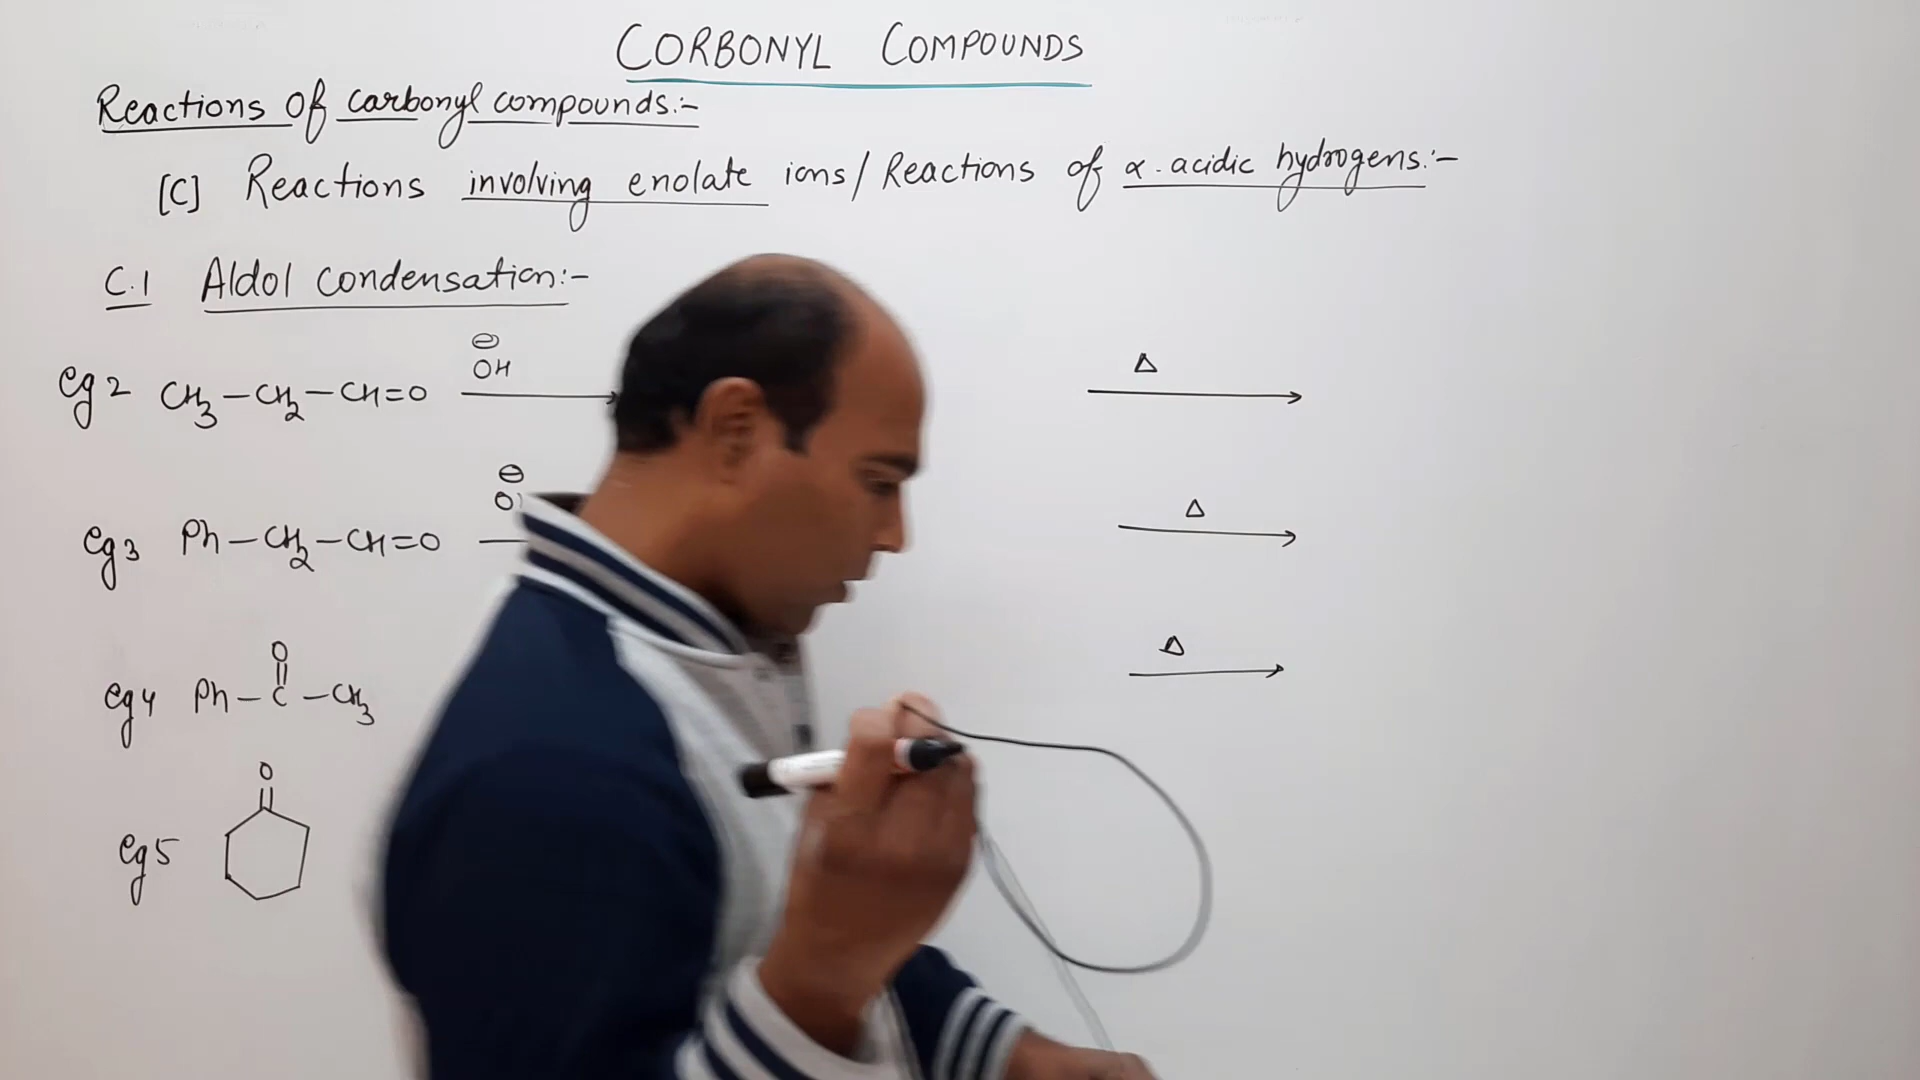 CORBONYL COMPOUNDS
Reactions Of carbonyl compounds:-
[C] Reactions involving enolate ions/Reactions of α-acidic hydrogens:-
C.1 Aldol condensation:-
eg 2 CH3-CH2-CH=O ⊖OH Δ
eg 3 Ph-CH2-CH=O ⊖ Δ
eg 4 Ph-C(=O)-CH3 Δ
eg 5 O